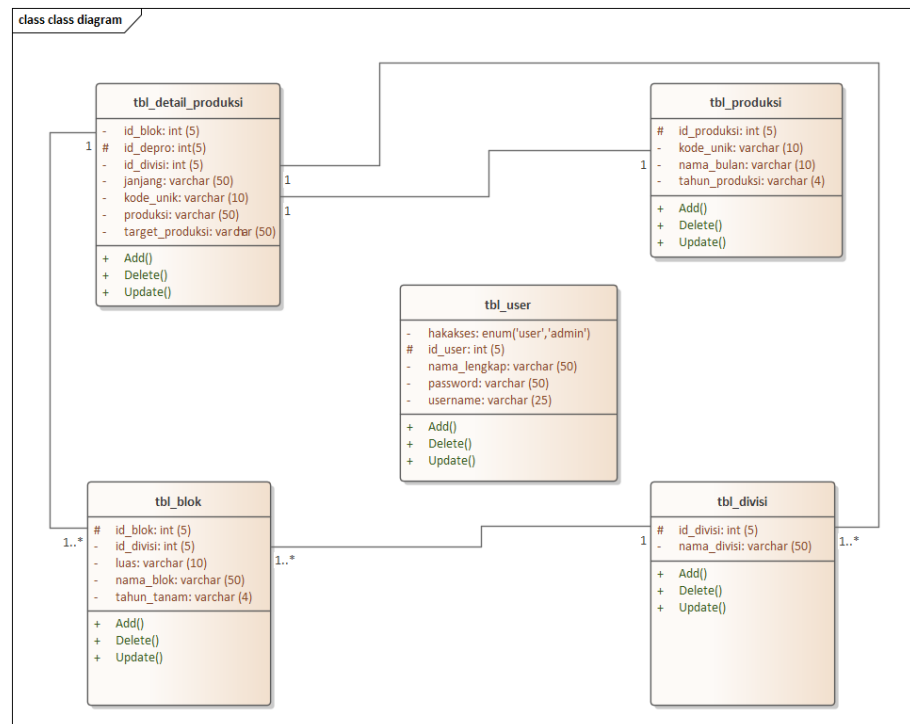 class class diagram
tbl_detail_produksi
- id_blok: int (5)
# id_depro: int(5)
- id_divisi: int (5)
- janjang: varchar (50)
- kode_unik: varchar (10)
- produksi: varchar (50)
- target_produksi: varchar (50)
+ Add()
+ Delete()
+ Update()
1
1
1
tbl_produksi
# id_produksi: int (5)
- kode_unik: varchar (10)
- nama_bulan: varchar (10)
- tahun_produksi: varchar (4)
+ Add()
+ Delete()
+ Update()
1
tbl_user
- hakakses: enum('user','admin')
# id_user: int (5)
- nama_lengkap: varchar (50)
- password: varchar (50)
- username: varchar (25)
+ Add()
+ Delete()
+ Update()
tbl_blok
# id_blok: int (5)
- id_divisi: int (5)
- luas: varchar (10)
- nama_blok: varchar (50)
- tahun_tanam: varchar (4)
+ Add()
+ Delete()
+ Update()
1..*
1..*
tbl_divisi
# id_divisi: int (5)
- nama_divisi: varchar (50)
+ Add()
+ Delete()
+ Update()
1
1..*